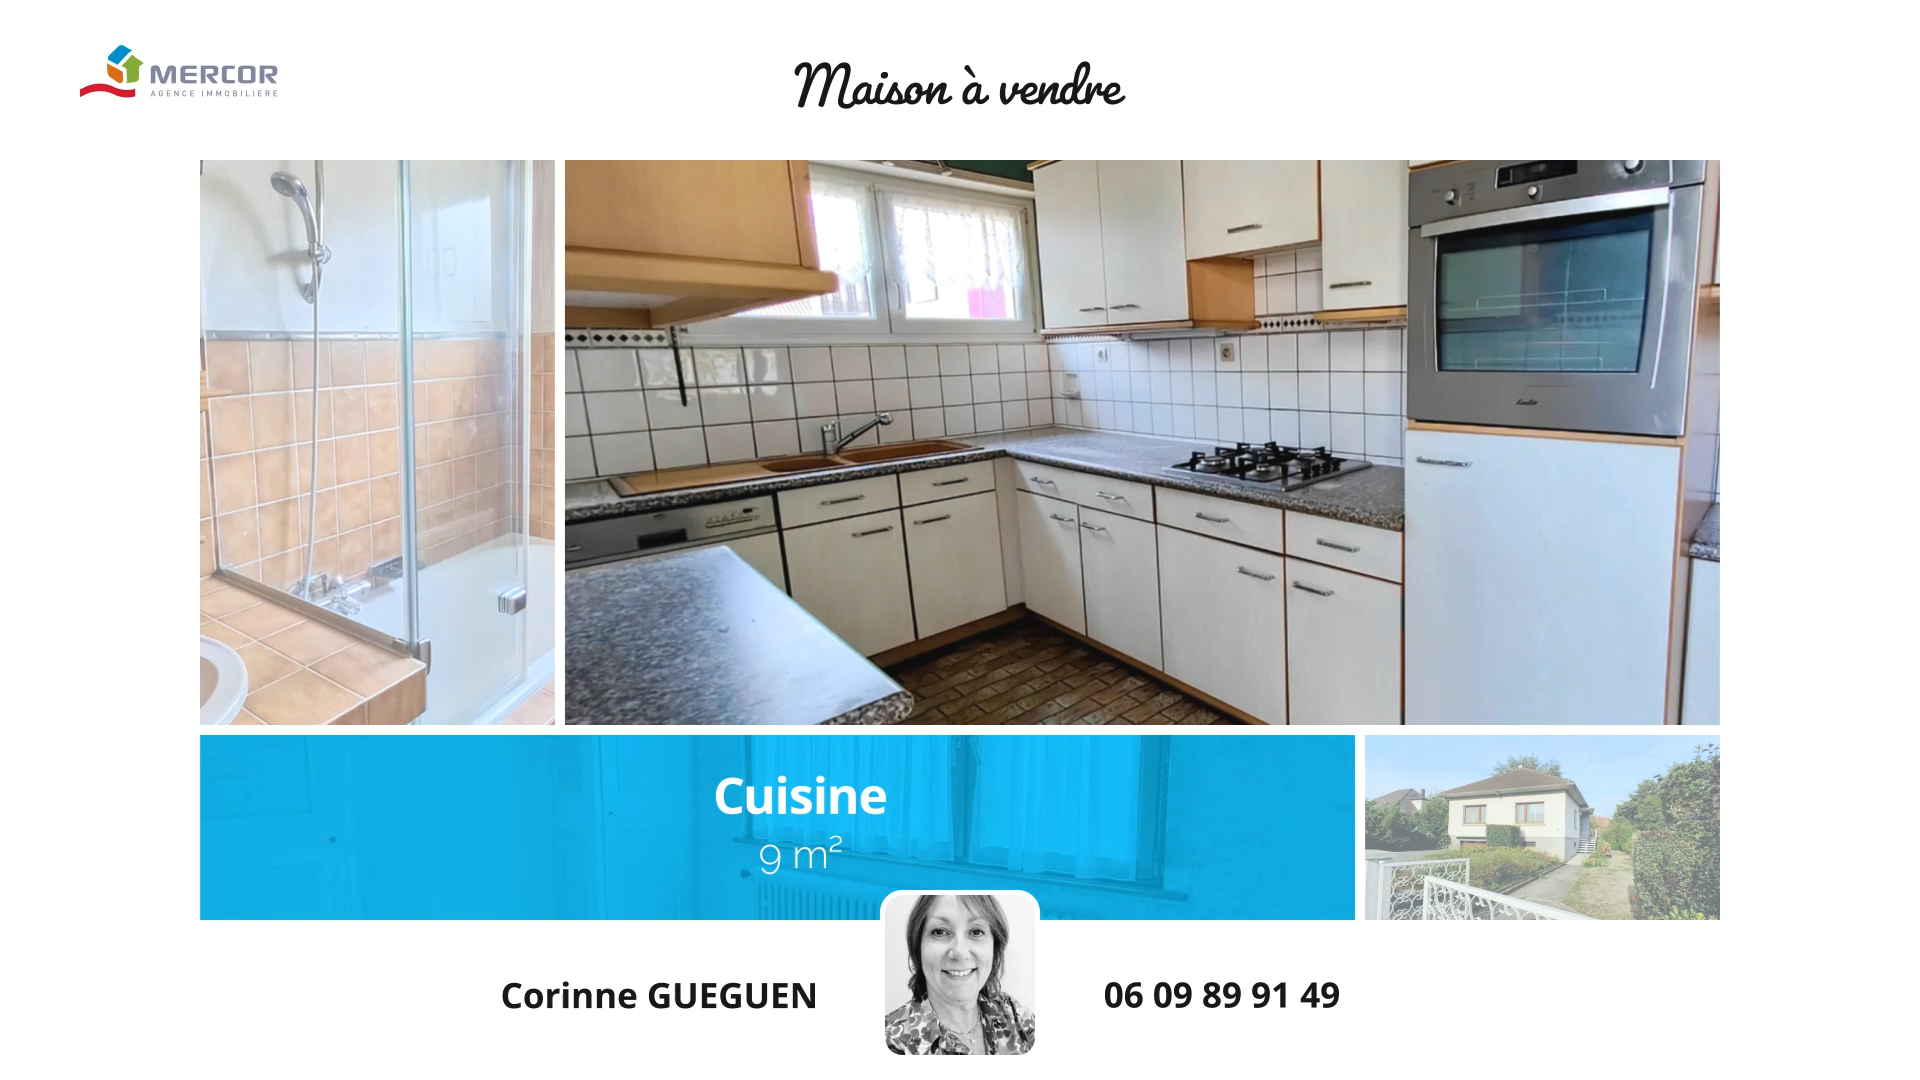 MERCOR
AGENCE IMMOBILIERE
Maison à vendre
Cuisine
9 m²
Corinne GUEGUEN
06 09 89 91 49